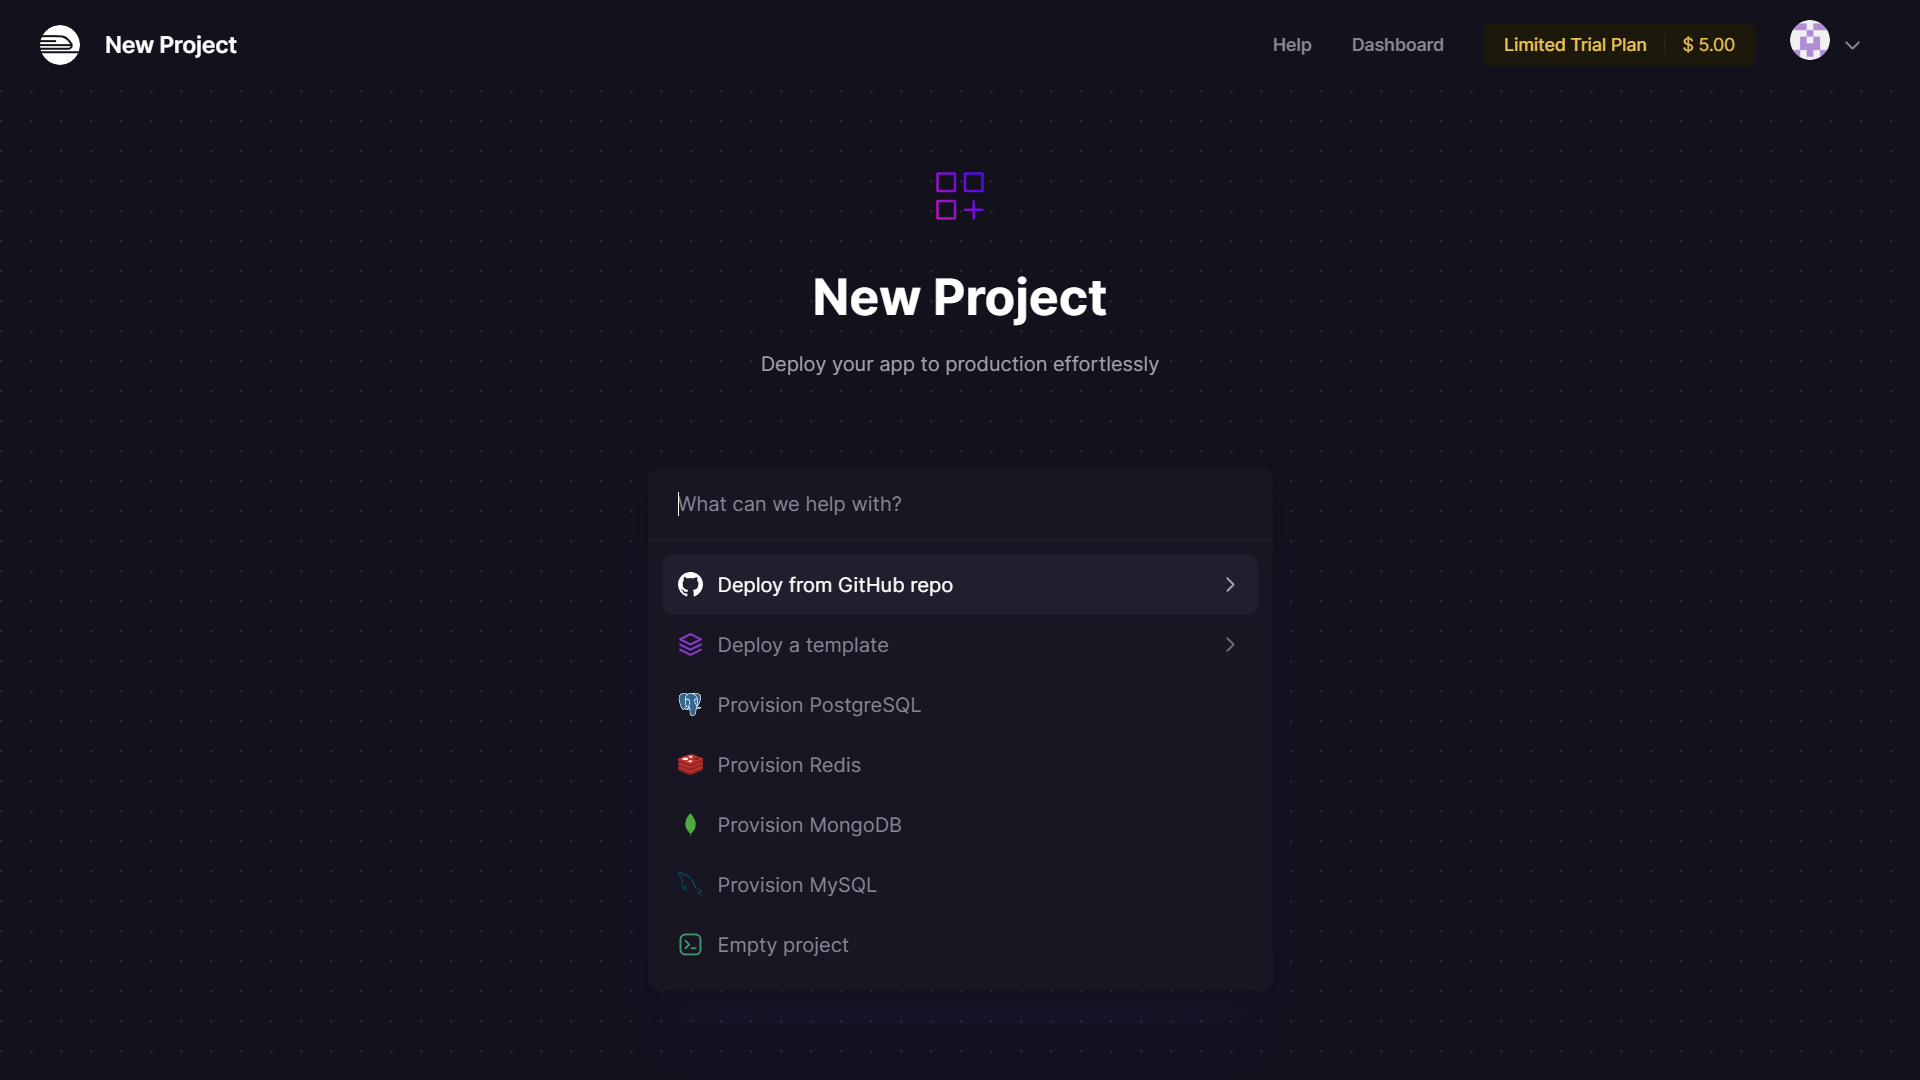 New Project
Help
Dashboard
Limited Trial Plan
$ 5.00
New Project
Deploy your app to production effortlessly
What can we help with?
Deploy from GitHub repo
Deploy a template
Provision PostgreSQL
Provision Redis
Provision MongoDB
Provision MySQL
Empty project